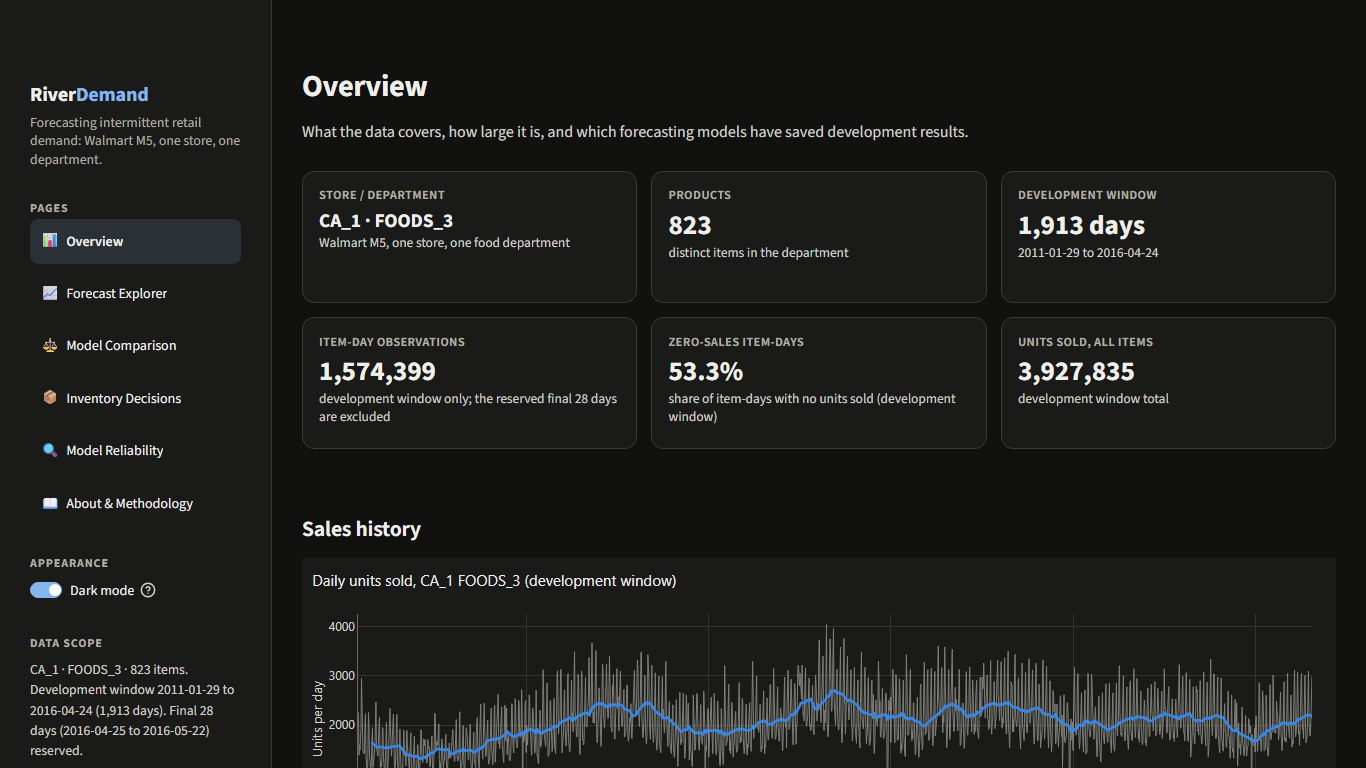 RiverDemand
Forecasting intermittent retail
demand: Walmart M5, one store, one
department.
PAGES
Overview
Forecast Explorer
Model Comparison
Inventory Decisions
Model Reliability
About & Methodology
APPEARANCE
Dark mode
DATA SCOPE
CA_1 · FOODS_3 · 823 items.
Development window 2011-01-29 to
2016-04-24 (1,913 days). Final 28
days (2016-04-25 to 2016-05-22)
reserved.
Overview
What the data covers, how large it is, and which forecasting models have saved development results.
STORE / DEPARTMENT
CA_1 · FOODS_3
Walmart M5, one store, one food department
PRODUCTS
823
distinct items in the department
DEVELOPMENT WINDOW
1,913 days
2011-01-29 to 2016-04-24
ITEM-DAY OBSERVATIONS
1,574,399
development window only; the reserved final 28 days
are excluded
ZERO-SALES ITEM-DAYS
53.3%
share of item-days with no units sold (development
window)
UNITS SOLD, ALL ITEMS
3,927,835
development window total
Sales history
Daily units sold, CA_1 FOODS_3 (development window)
4000
3000
2000
Units per day